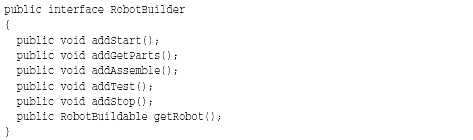 public interface RobotBuilder
{
  public void addStart();
  public void addGetParts();
  public void addAssemble();
  public void addTest();
  public void addStop();
  public RobotBuildable getRobot();
}